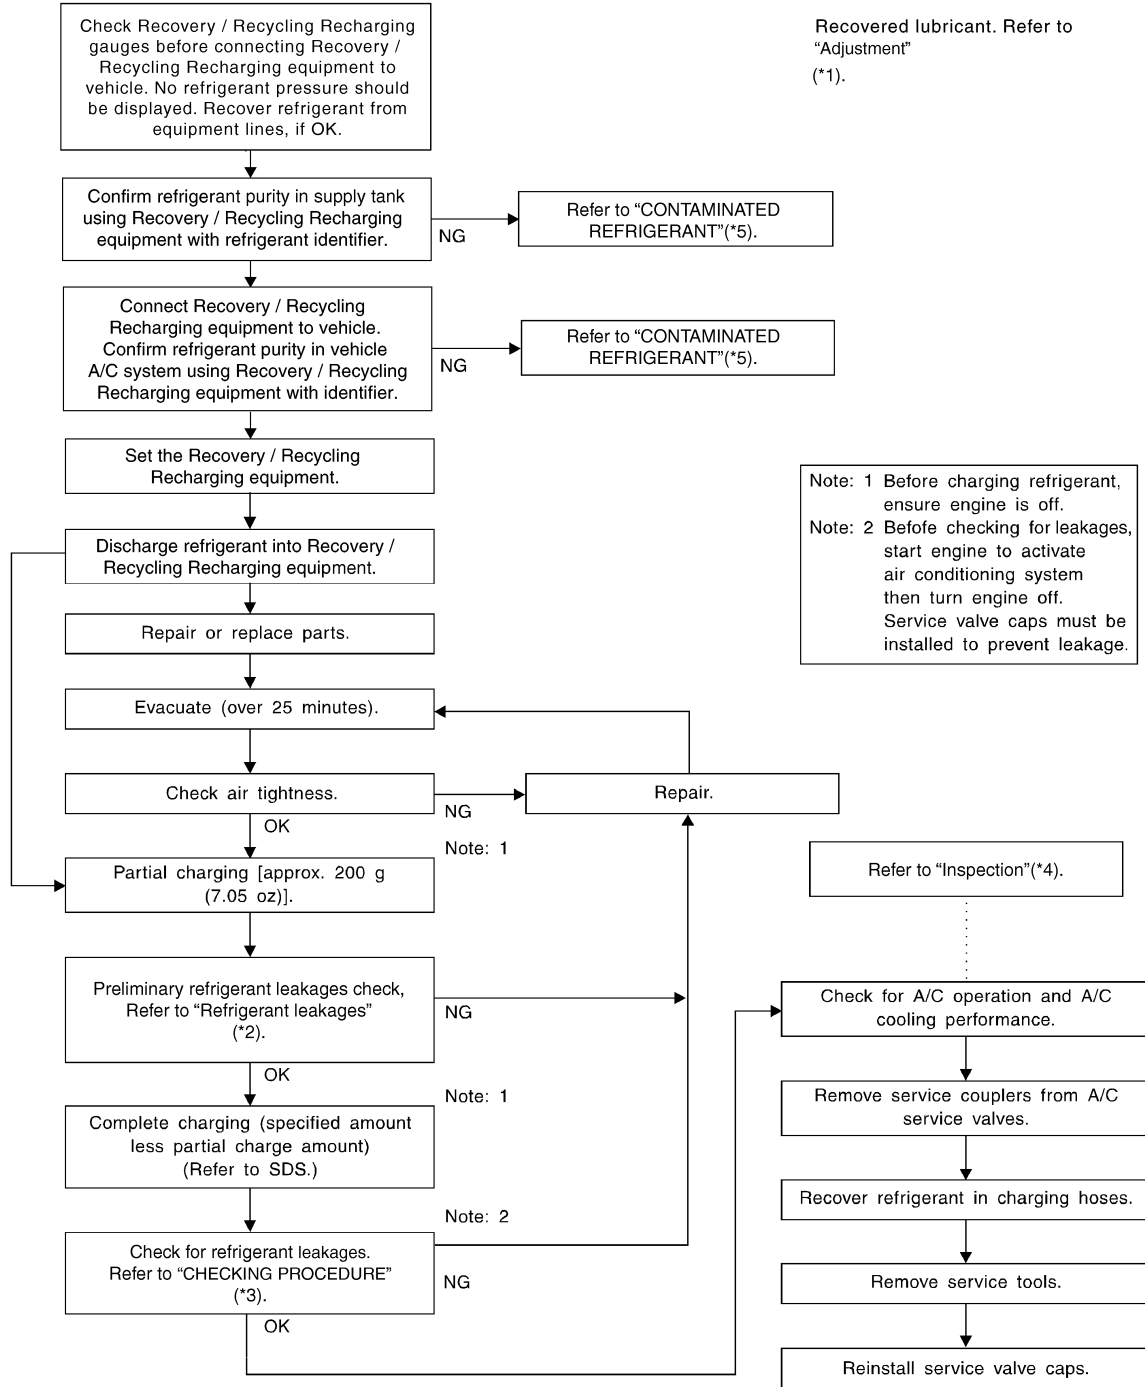 Check Recovery / Recycling Recharging
gauges before connecting Recovery /
Recycling Recharging equipment to
vehicle. No refrigerant pressure should
be displayed. Recover refrigerant from
equipment lines, if OK.
Recovered lubricant. Refer to
“Adjustment”
(*1).
Confirm refrigerant purity in supply tank
using Recovery / Recycling Recharging
equipment with refrigerant identifier.
NG
Refer to “CONTAMINATED
REFRIGERANT”(*5).
Connect Recovery / Recycling
Recharging equipment to vehicle.
Confirm refrigerant purity in vehicle
A/C system using Recovery / Recycling
Recharging equipment with identifier.
NG
Refer to “CONTAMINATED
REFRIGERANT”(*5).
Set the Recovery / Recycling
Recharging equipment.
Note: 1 Before charging refrigerant,
ensure engine is off.
Note: 2 Befofe checking for leakages,
start engine to activate
air conditioning system
then turn engine off.
Service valve caps must be
installed to prevent leakage.
Discharge refrigerant into Recovery /
Recycling Recharging equipment.
Repair or replace parts.
Evacuate (over 25 minutes).
Check air tightness.
NG
Repair.
OK
Note: 1
Partial charging [approx. 200 g
(7.05 oz)].
Preliminary refrigerant leakages check,
Refer to “Refrigerant leakages”
(*2).
NG
OK
Note: 1
Complete charging (specified amount
less partial charge amount)
(Refer to SDS.)
Note: 2
Check for refrigerant leakages.
Refer to “CHECKING PROCEDURE”
(*3).
NG
OK
Refer to “Inspection”(*4).
Check for A/C operation and A/C
cooling performance.
Remove service couplers from A/C
service valves.
Recover refrigerant in charging hoses.
Remove service tools.
Reinstall service valve caps.